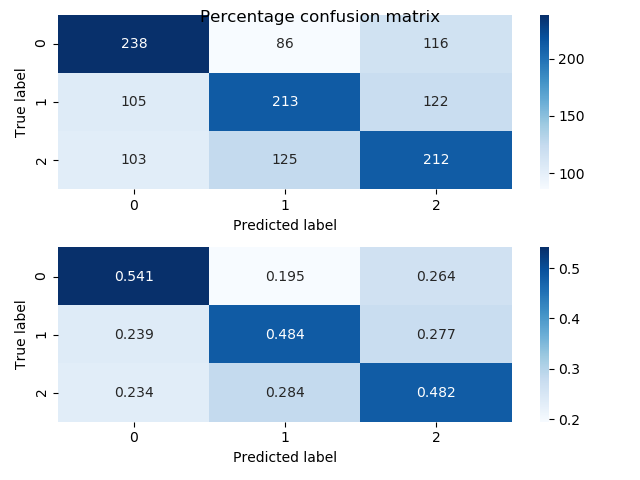 Percentage confusion matrix
True label
0 238 86 116
1 105 213 122
2 103 125 212
0 1 2
Predicted label
200
150
100
True label
0 0.541 0.195 0.264
1 0.239 0.484 0.277
2 0.234 0.284 0.482
0 1 2
Predicted label
0.5
0.4
0.3
0.2